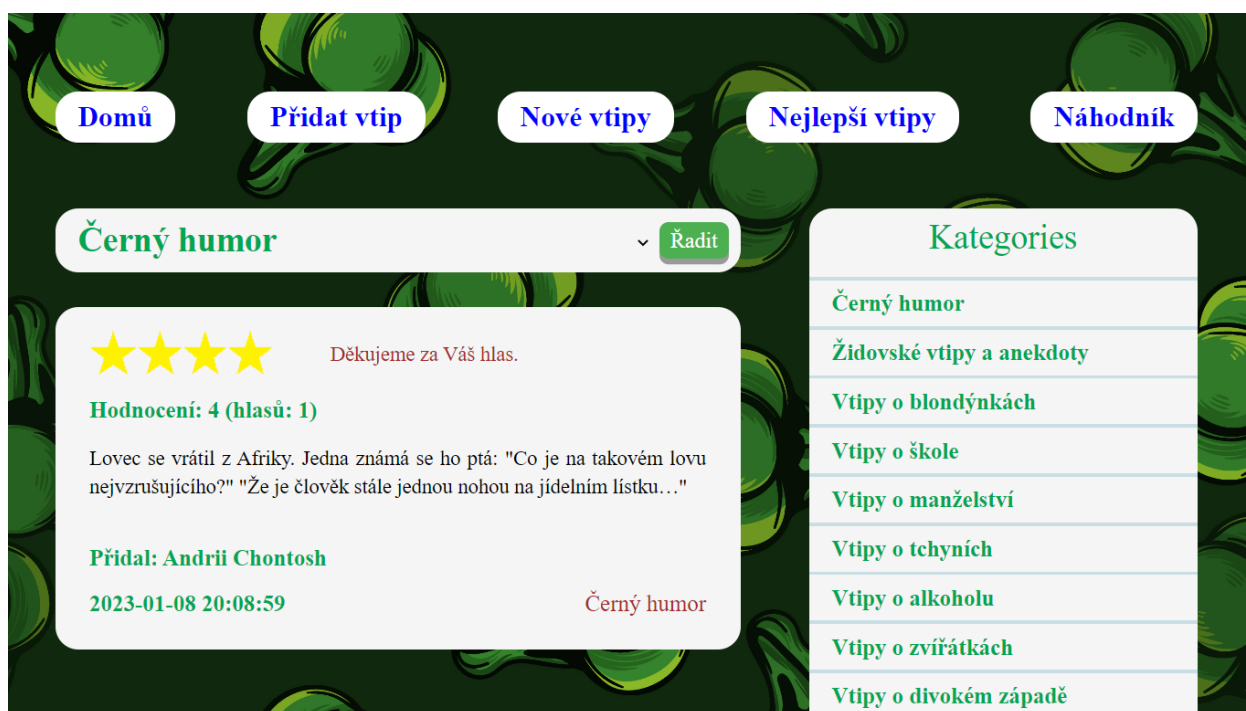 Domů
Přidat vtip
Nové vtipy
Nejlepší vtipy
Náhodník
Černý humor
Řadit
Děkujeme za Váš hlas.
Hodnocení: 4 (hlasů: 1)
Lovec se vrátil z Afriky. Jedna známá se ho ptá: "Co je na takovém lovu
nejvzrušujícího?" "Že je člověk stále jednou nohou na jídelním lístku…"
Přidal: Andrii Chontosh
2023-01-08 20:08:59
Černý humor
Kategories
Černý humor
Židovské vtipy a anekdoty
Vtipy o blondýnkách
Vtipy o škole
Vtipy o manželství
Vtipy o tchyních
Vtipy o alkoholu
Vtipy o zvířátkách
Vtipy o divokém západě